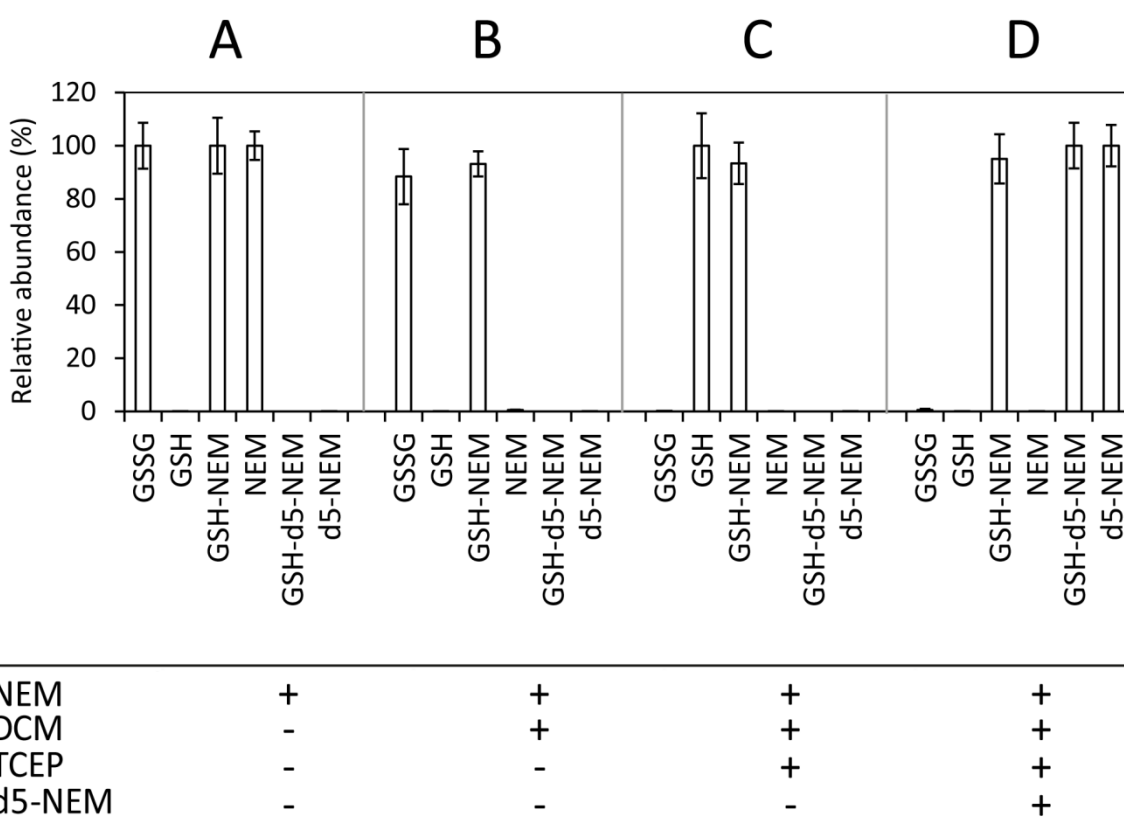 A B C D
120
100
80
60
40
20
0
Relative abundance (%)
GSSG GSH GSH-NEM NEM GSH-d5-NEM d5-NEM GSSG GSH GSH-NEM NEM GSH-d5-NEM d5-NEM GSSG GSH GSH-NEM NEM GSH-d5-NEM d5-NEM GSSG GSH GSH-NEM NEM GSH-d5-NEM d5-NEM
NEM + + + +
DCM - + + +
TCEP - - + +
d5-NEM - - - +